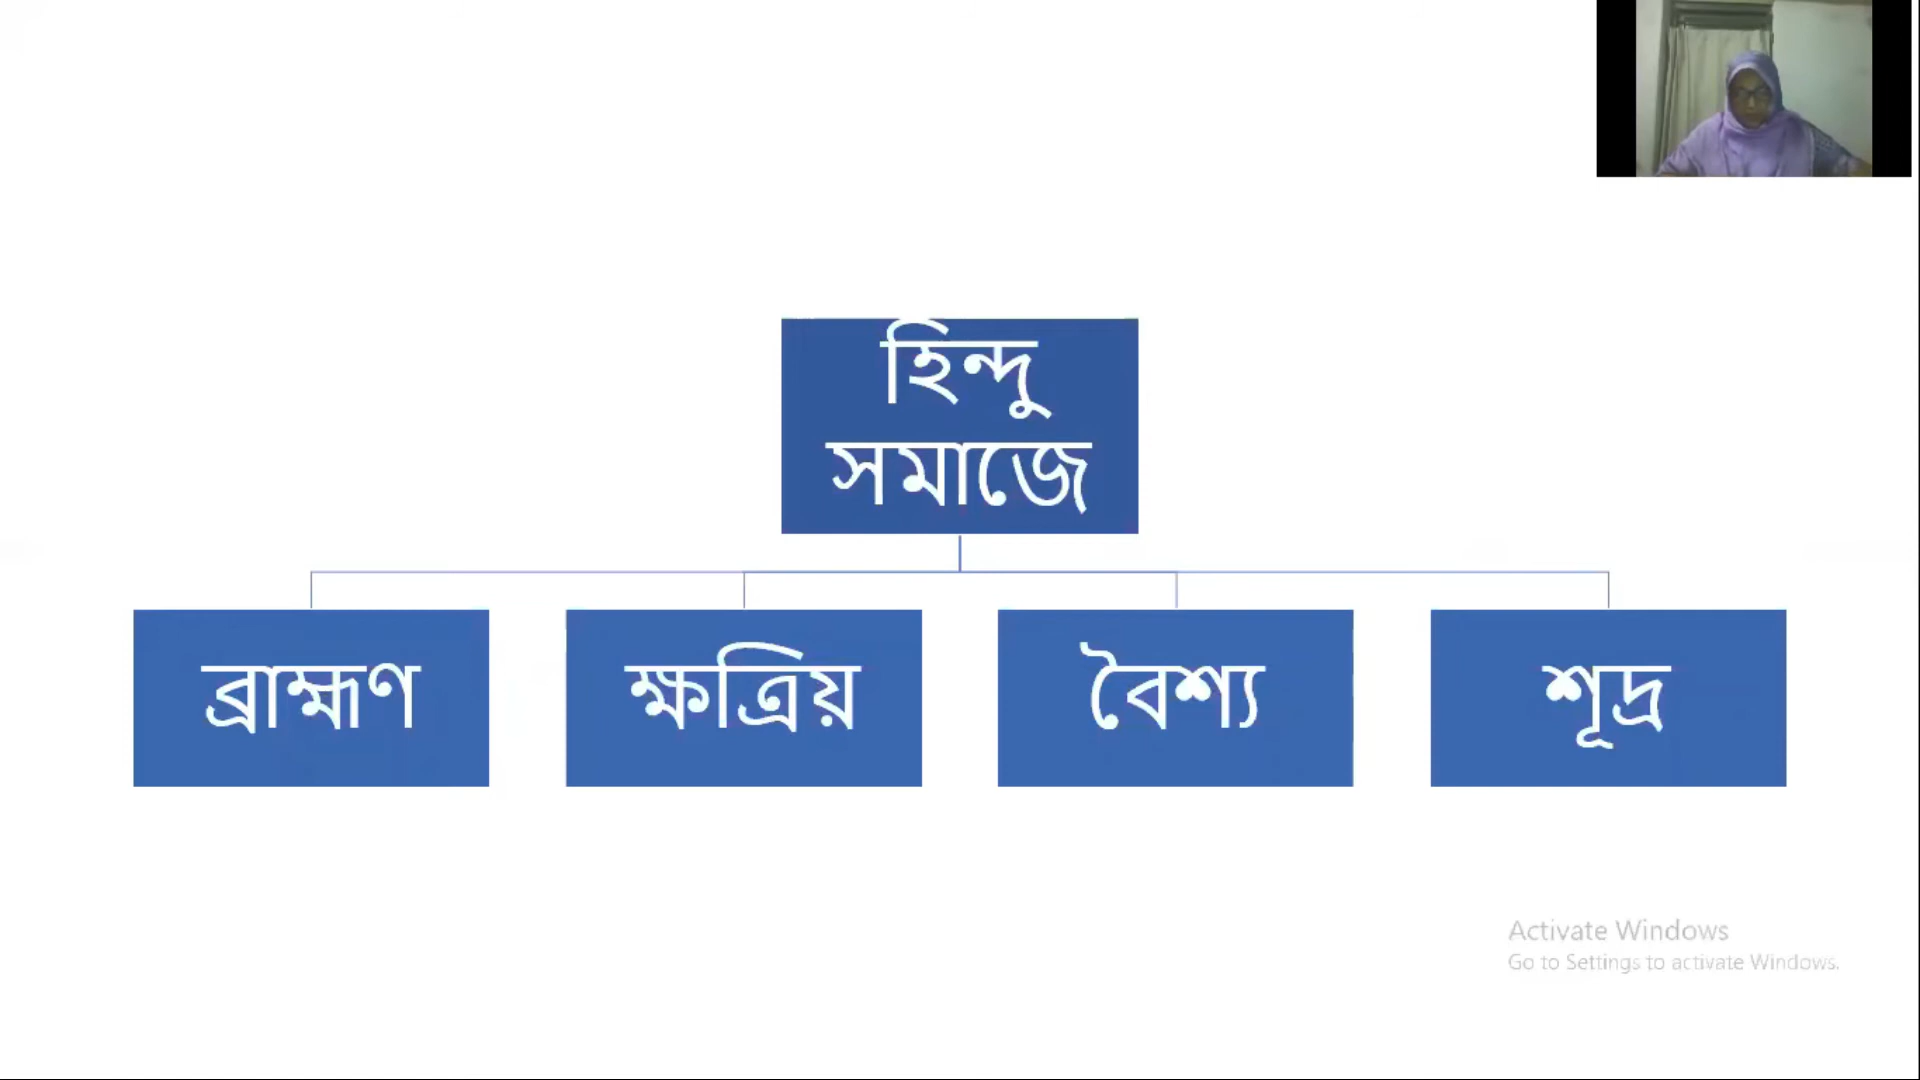 হিন্দু
সমাজে
ব্রাহ্মণ
ক্ষত্রিয়
বৈশ্য
শূদ্র
Activate Windows
Go to Settings to activate Windows.